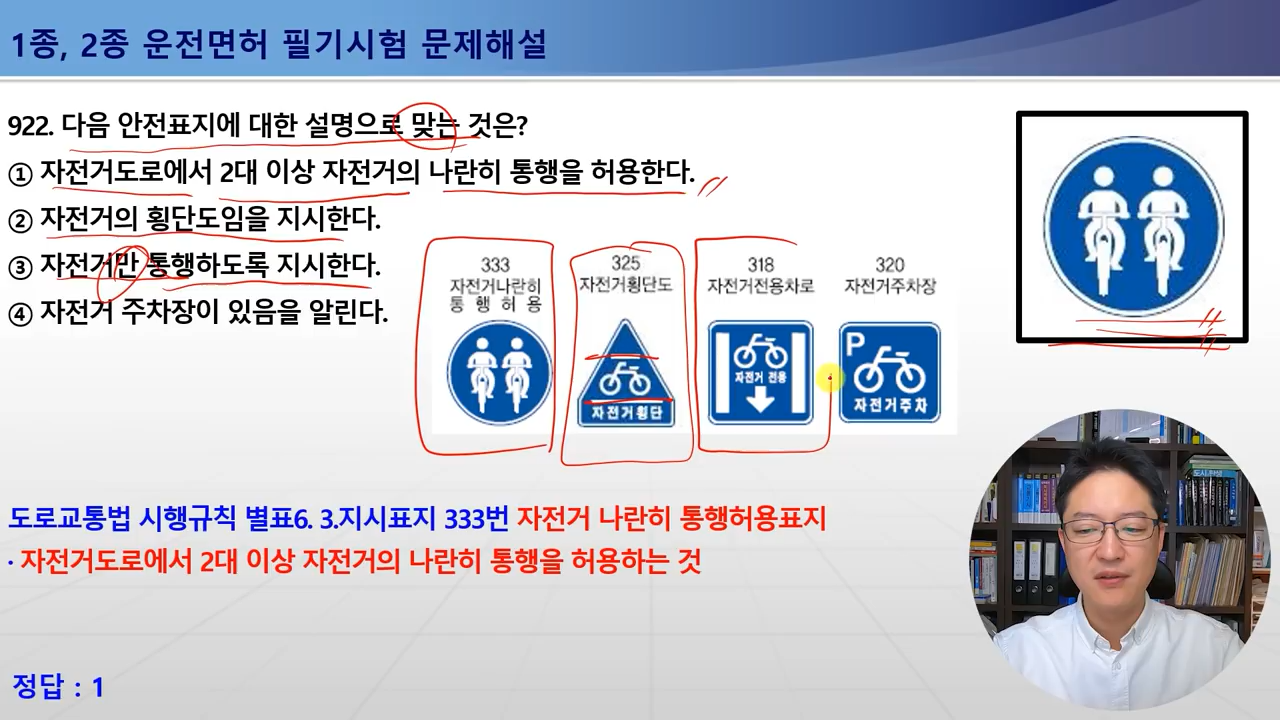 1종, 2종 운전면허 필기시험 문제해설
922. 다음 안전표지에 대한 설명으로 맞는 것은?
① 자전거도로에서 2대 이상 자전거의 나란히 통행을 허용한다.
② 자전거의 횡단도임을 지시한다.
③ 자전거만 통행하도록 지시한다.
④ 자전거 주차장이 있음을 알린다.
333
자전거나란히
통 행 허 용
325
자전거횡단도
자전거횡단
318
자전거전용차로
자전거 전용
320
자전거주차장
P
자전거주차
도로교통법 시행규칙 별표6. 3.지시표지 333번 자전거 나란히 통행허용표지
· 자전거도로에서 2대 이상 자전거의 나란히 통행을 허용하는 것
정답 : 1